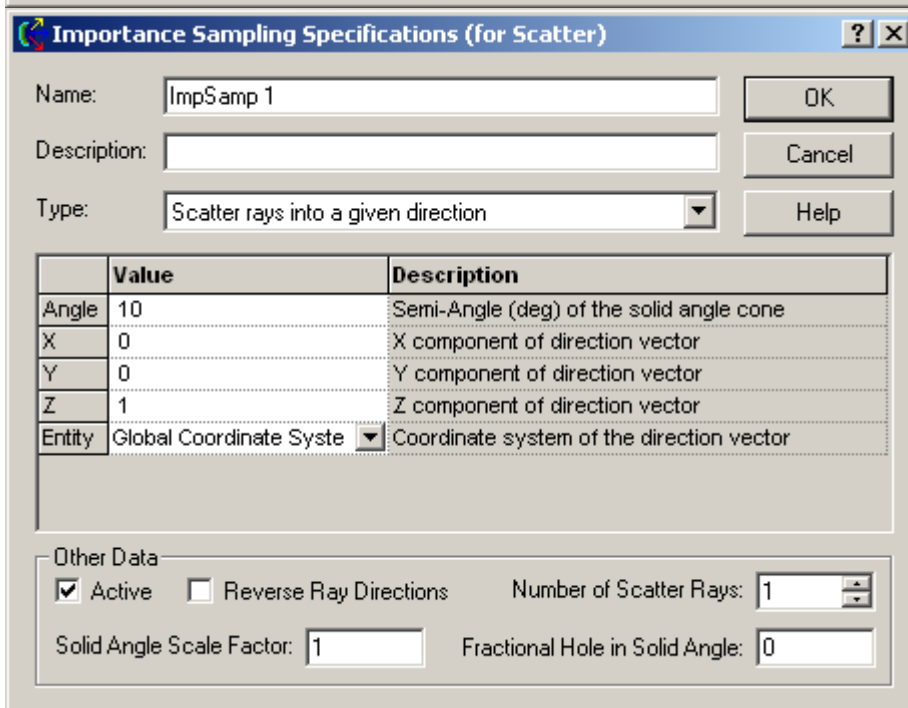 Importance Sampling Specifications (for Scatter)
Name: ImpSamp 1 OK
Description: Cancel
Type: Scatter rays into a given direction Help
Value Description
Angle 10 Semi-Angle (deg) of the solid angle cone
X 0 X component of direction vector
Y 0 Y component of direction vector
Z 1 Z component of direction vector
Entity Global Coordinate Syste Coordinate system of the direction vector
Other Data
Active Reverse Ray Directions Number of Scatter Rays: 1
Solid Angle Scale Factor: 1 Fractional Hole in Solid Angle: 0